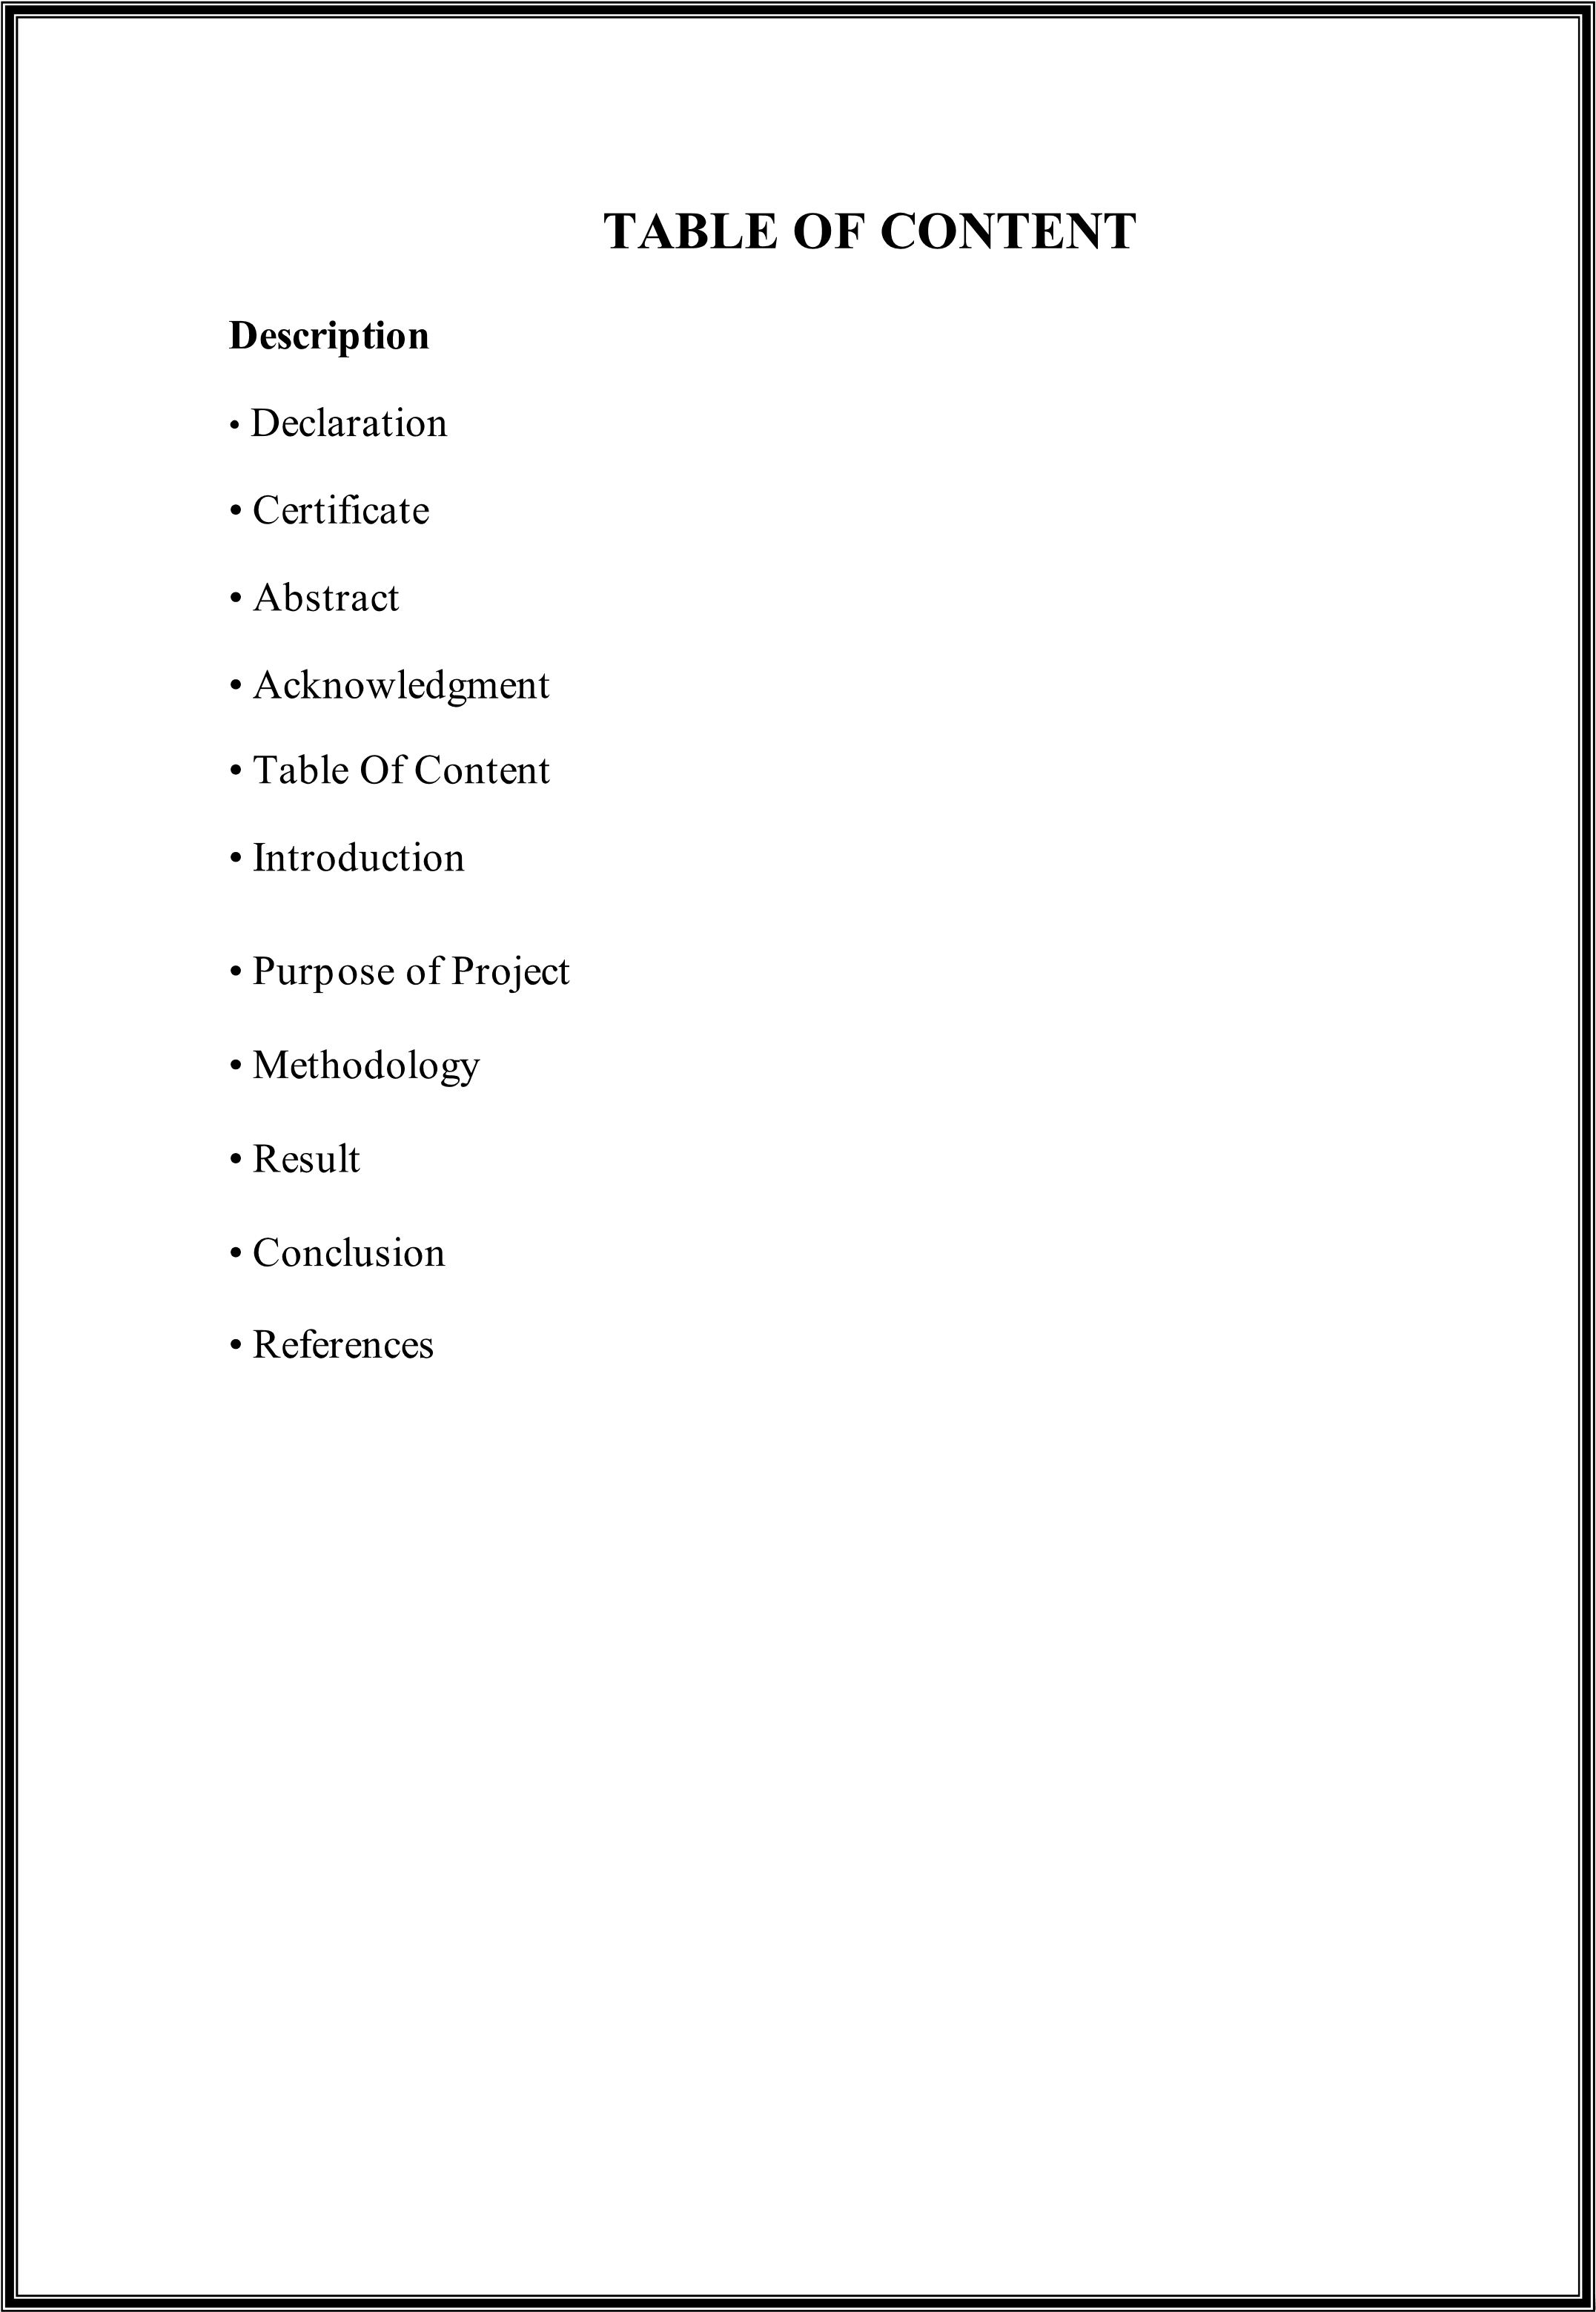 TABLE OF CONTENT
Description
• Declaration
• Certificate
• Abstract
• Acknowledgment
• Table Of Content
• Introduction
• Purpose of Project
• Methodology
• Result
• Conclusion
• References